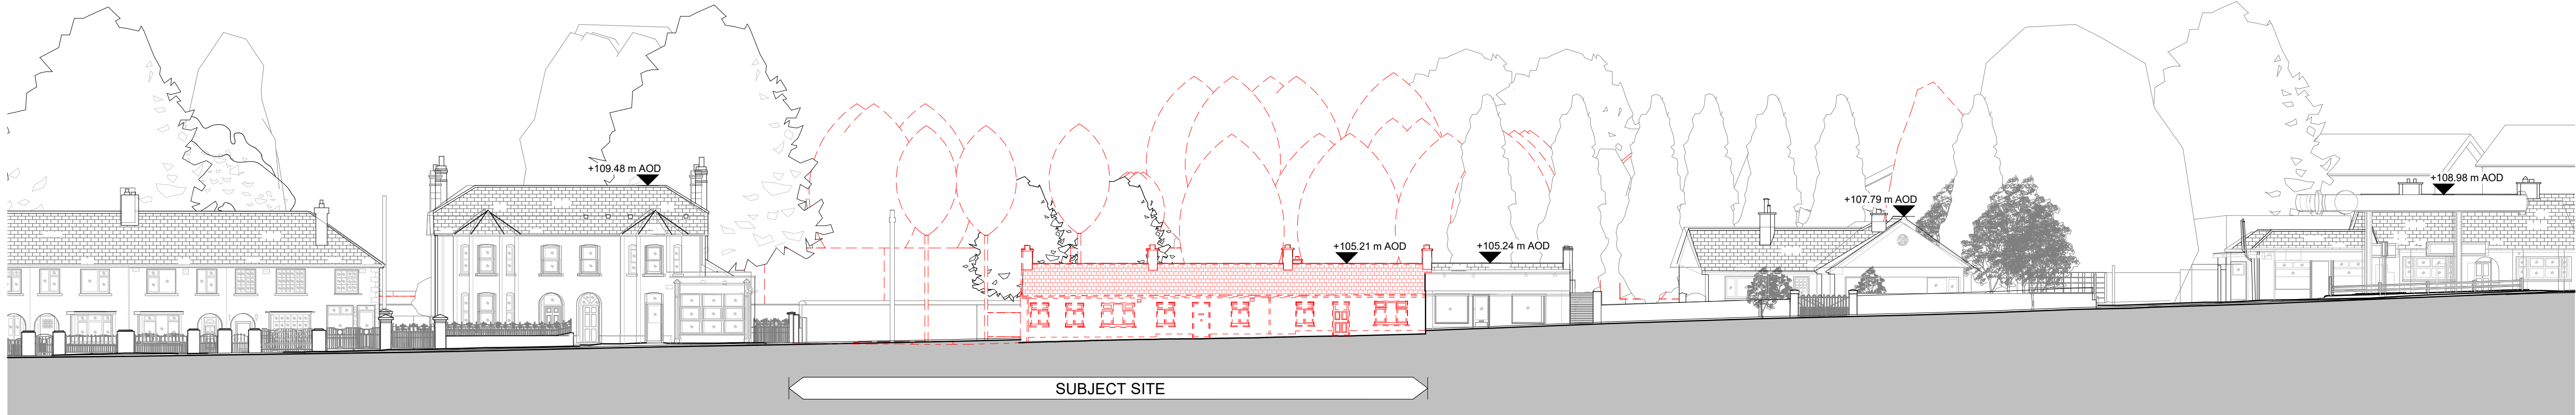 +109.48 m AOD
+105.21 m AOD
+105.24 m AOD
+107.79 m AOD
+108.98 m AOD
SUBJECT SITE